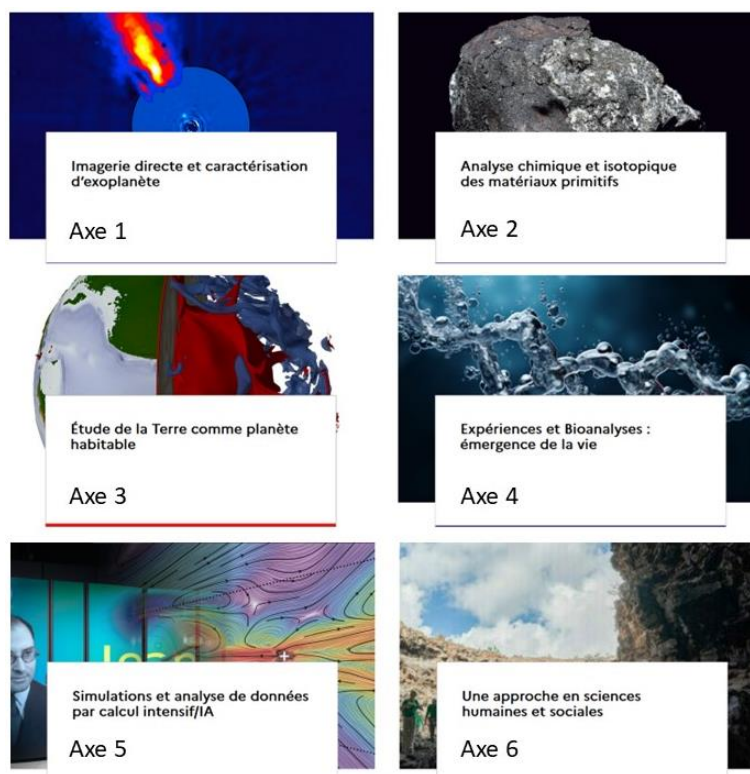 Imagerie directe et caractérisation
d'exoplanète
Axe 1
Analyse chimique et isotopique
des matériaux primitifs
Axe 2
Étude de la Terre comme planète
habitable
Axe 3
Expériences et Bioanalyses :
émergence de la vie
Axe 4
Jean
Simulations et analyse de données
par calcul intensif/IA
Axe 5
Une approche en sciences
humaines et sociales
Axe 6